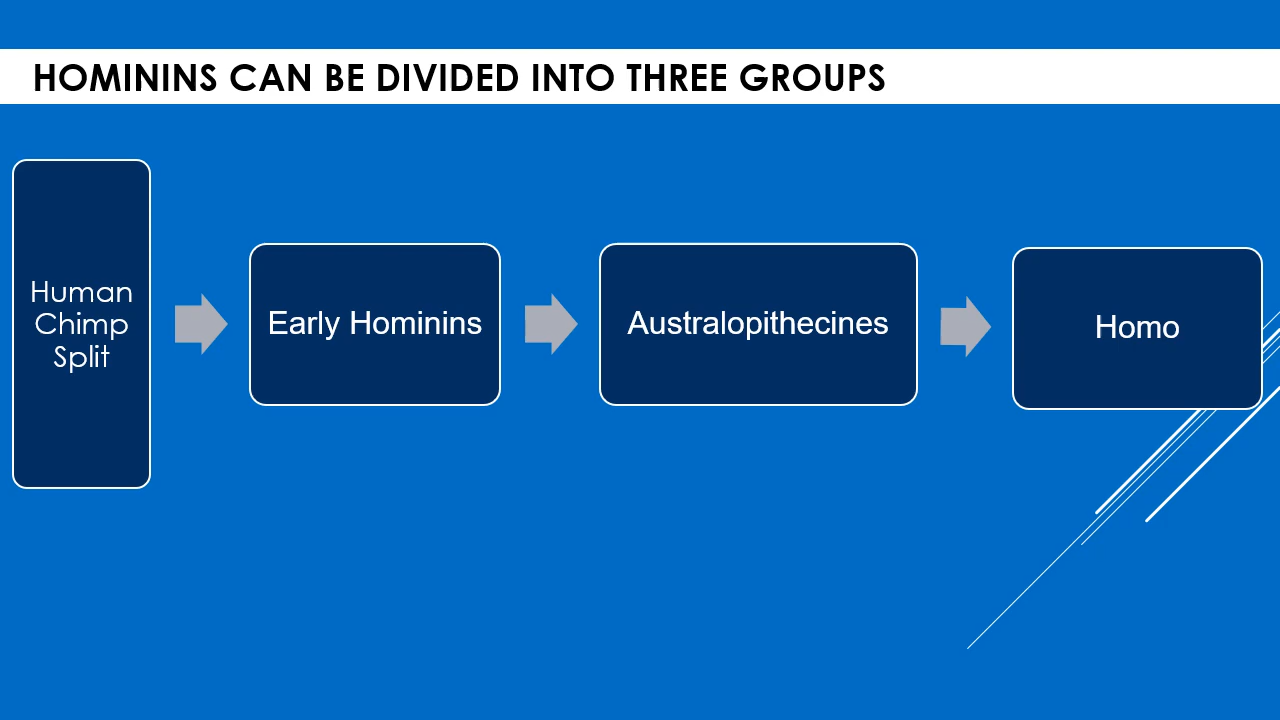 HOMININS CAN BE DIVIDED INTO THREE GROUPS
Human
Chimp
Split
Early Hominins
Australopithecines
Homo